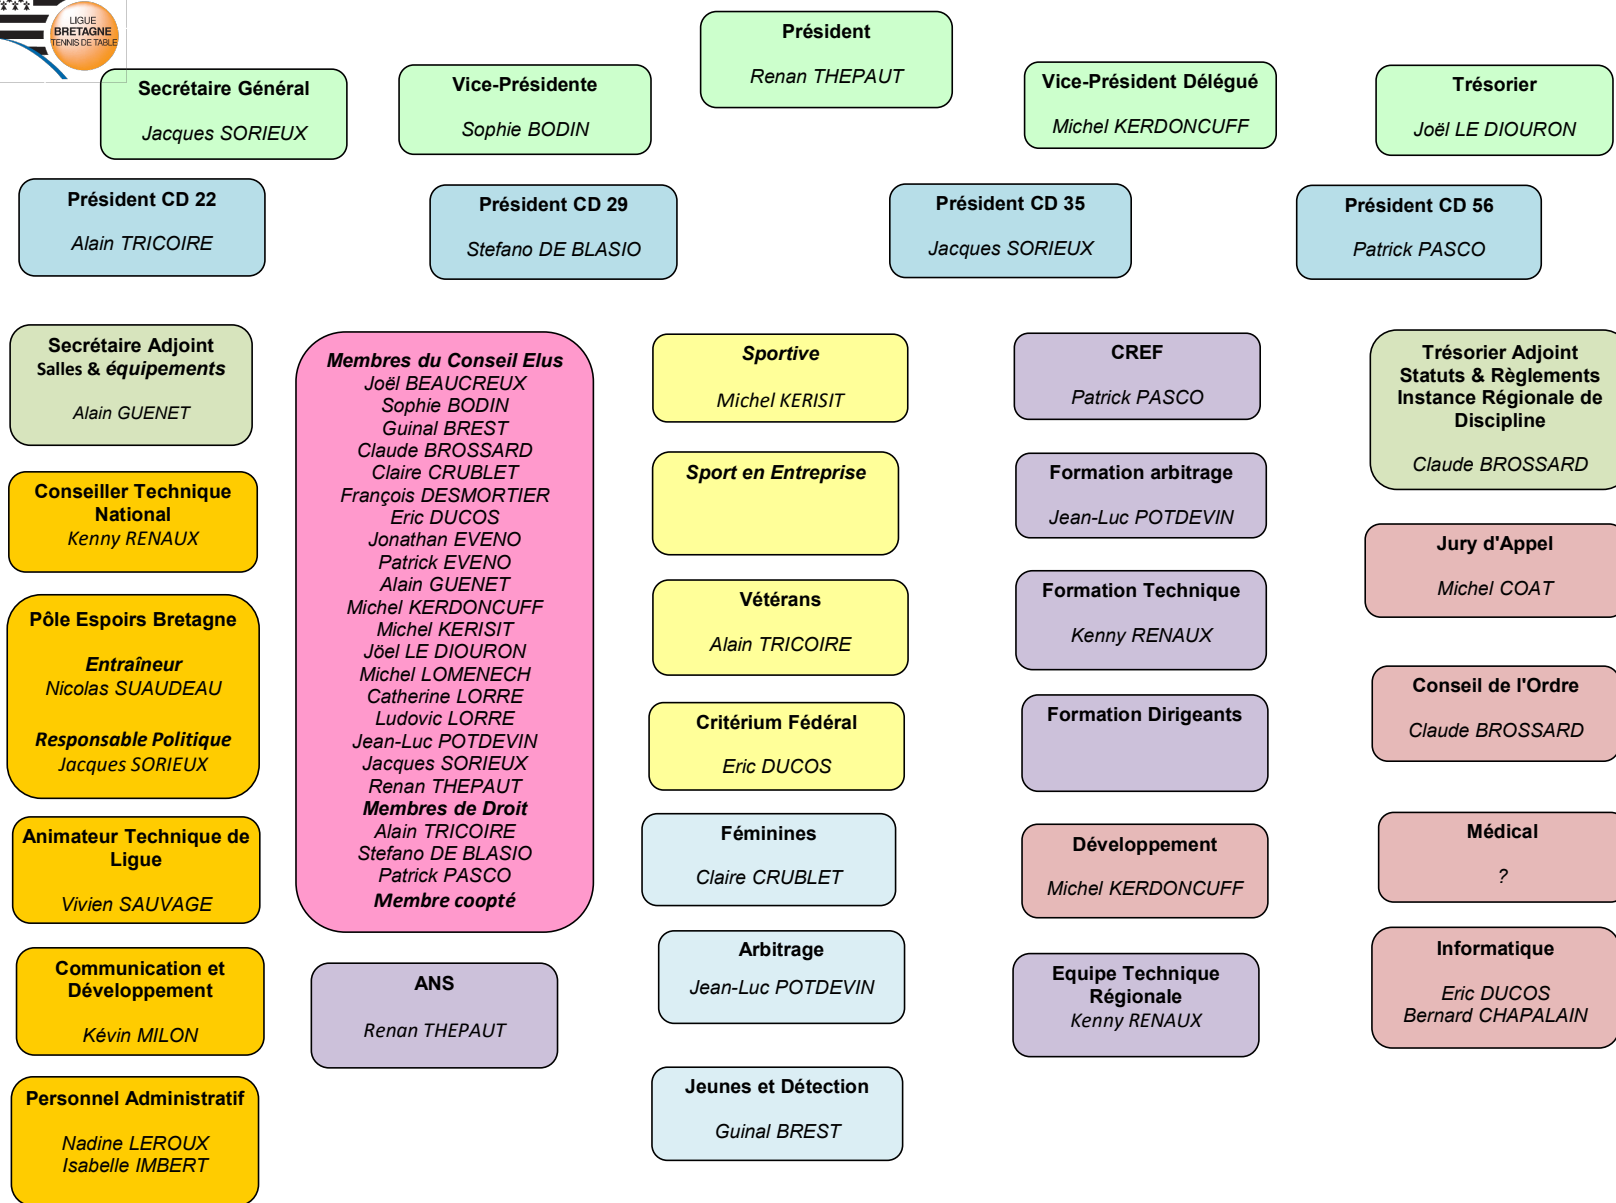 LIGUE
BRETAGNE
TENNIS DE TABLE
Président
Renan THEPAUT
Secrétaire Général
Jacques SORIEUX
Vice-Présidente
Sophie BODIN
Vice-Président Délégué
Michel KERDONCUFF
Trésorier
Joël LE DIOURON
Président CD 22
Alain TRICOIRE
Président CD 29
Stefano DE BLASIO
Président CD 35
Jacques SORIEUX
Président CD 56
Patrick PASCO
Secrétaire Adjoint
Salles & équipements
Alain GUENET
Conseiller Technique
National
Kenny RENAUX
Pôle Espoirs Bretagne
Entraîneur
Nicolas SUAUDEAU
Responsable Politique
Jacques SORIEUX
Animateur Technique de
Ligue
Vivien SAUVAGE
Communication et
Développement
Kévin MILON
Personnel Administratif
Nadine LEROUX
Isabelle IMBERT
Membres du Conseil Elus
Joël BEAUCREUX
Sophie BODIN
Guinal BREST
Claude BROSSARD
Claire CRUBLET
François DESMORTIER
Eric DUCOS
Jonathan EVENO
Patrick EVENO
Alain GUENET
Michel KERDONCUFF
Michel KERISIT
Jöel LE DIOURON
Michel LOMENECH
Catherine LORRE
Ludovic LORRE
Jean-Luc POTDEVIN
Jacques SORIEUX
Renan THEPAUT
Membres de Droit
Alain TRICOIRE
Stefano DE BLASIO
Patrick PASCO
Membre coopté
ANS
Renan THEPAUT
Sportive
Michel KERISIT
Sport en Entreprise
Vétérans
Alain TRICOIRE
Critérium Fédéral
Eric DUCOS
Féminines
Claire CRUBLET
Arbitrage
Jean-Luc POTDEVIN
Jeunes et Détection
Guinal BREST
CREF
Patrick PASCO
Formation arbitrage
Jean-Luc POTDEVIN
Formation Technique
Kenny RENAUX
Formation Dirigeants
Développement
Michel KERDONCUFF
Equipe Technique
Régionale
Kenny RENAUX
Trésorier Adjoint
Statuts & Règlements
Instance Régionale de
Discipline
Claude BROSSARD
Jury d'Appel
Michel COAT
Conseil de l'Ordre
Claude BROSSARD
Médical
?
Informatique
Eric DUCOS
Bernard CHAPALAIN